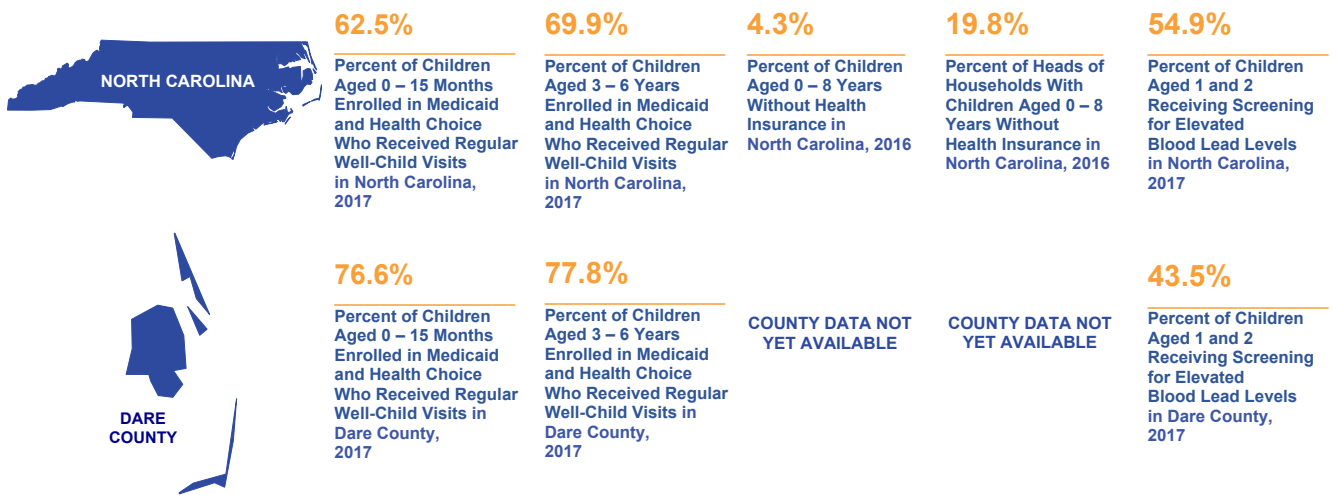 NORTH CAROLINA
62.5%
Percent of Children
Aged 0 – 15 Months
Enrolled in Medicaid
and Health Choice
Who Received Regular
Well-Child Visits
in North Carolina,
2017
69.9%
Percent of Children
Aged 3 – 6 Years
Enrolled in Medicaid
and Health Choice
Who Received Regular
Well-Child Visits
in North Carolina,
2017
4.3%
Percent of Children
Aged 0 – 8 Years
Without Health
Insurance in
North Carolina, 2016
19.8%
Percent of Heads of
Households With
Children Aged 0 – 8
Years Without
Health Insurance in
North Carolina, 2016
54.9%
Percent of Children
Aged 1 and 2
Receiving Screening
for Elevated
Blood Lead Levels
in North Carolina,
2017
DARE
COUNTY
76.6%
Percent of Children
Aged 0 – 15 Months
Enrolled in Medicaid
and Health Choice
Who Received Regular
Well-Child Visits in
Dare County,
2017
77.8%
Percent of Children
Aged 3 – 6 Years
Enrolled in Medicaid
and Health Choice
Who Received Regular
Well-Child Visits in
Dare County,
2017
COUNTY DATA NOT
YET AVAILABLE
COUNTY DATA NOT
YET AVAILABLE
43.5%
Percent of Children
Aged 1 and 2
Receiving Screening
for Elevated
Blood Lead Levels
in Dare County,
2017